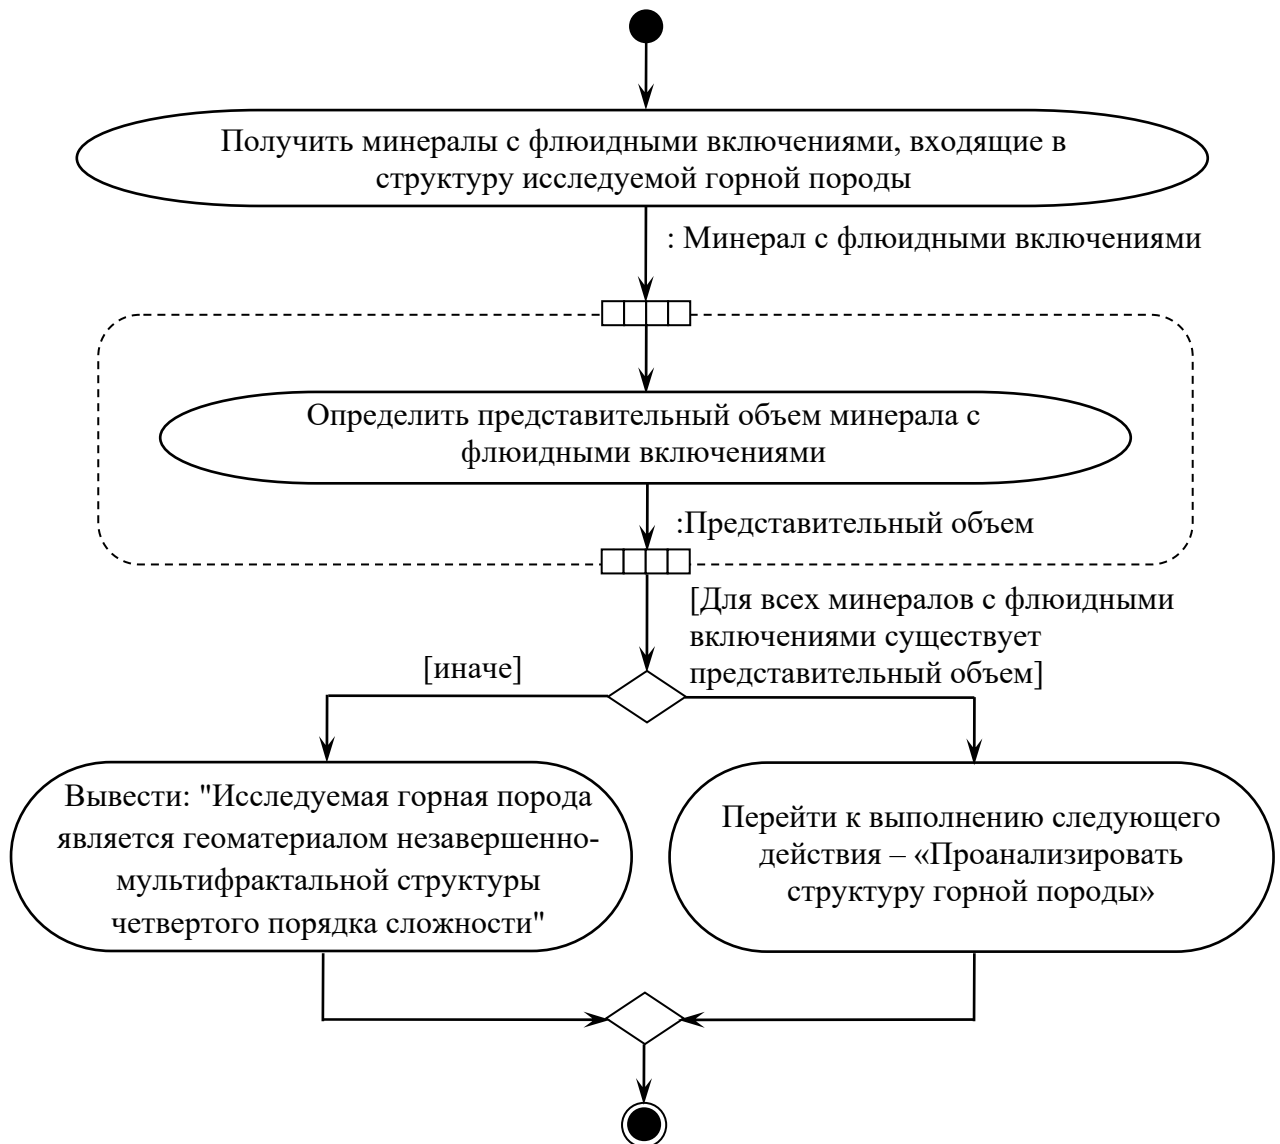 Получить минералы с флюидными включениями, входящие в
структуру исследуемой горной породы
: Минерал с флюидными включениями
Определить представительный объем минерала с
флюидными включениями
:Представительный объем
[Для всех минералов с флюидными
включениями существует
представительный объем]
[иначе]
Вывести: "Исследуемая горная порода
является геоматериалом незавершенно-
мультифрактальной структуры
четвертого порядка сложности"
Перейти к выполнению следующего
действия – «Проанализировать
структуру горной породы»